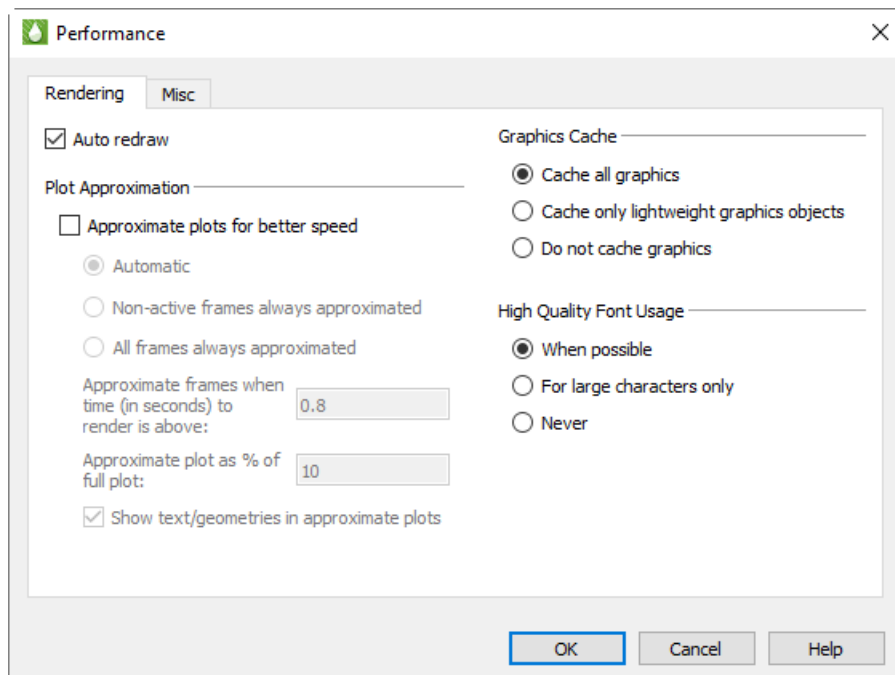 Performance
Rendering
Misc
Auto redraw
Plot Approximation
Approximate plots for better speed
Automatic
Non-active frames always approximated
All frames always approximated
Approximate frames when
time (in seconds) to
render is above:
0.8
Approximate plot as % of
full plot:
10
Show text/geometries in approximate plots
Graphics Cache
Cache all graphics
Cache only lightweight graphics objects
Do not cache graphics
High Quality Font Usage
When possible
For large characters only
Never
OK
Cancel
Help